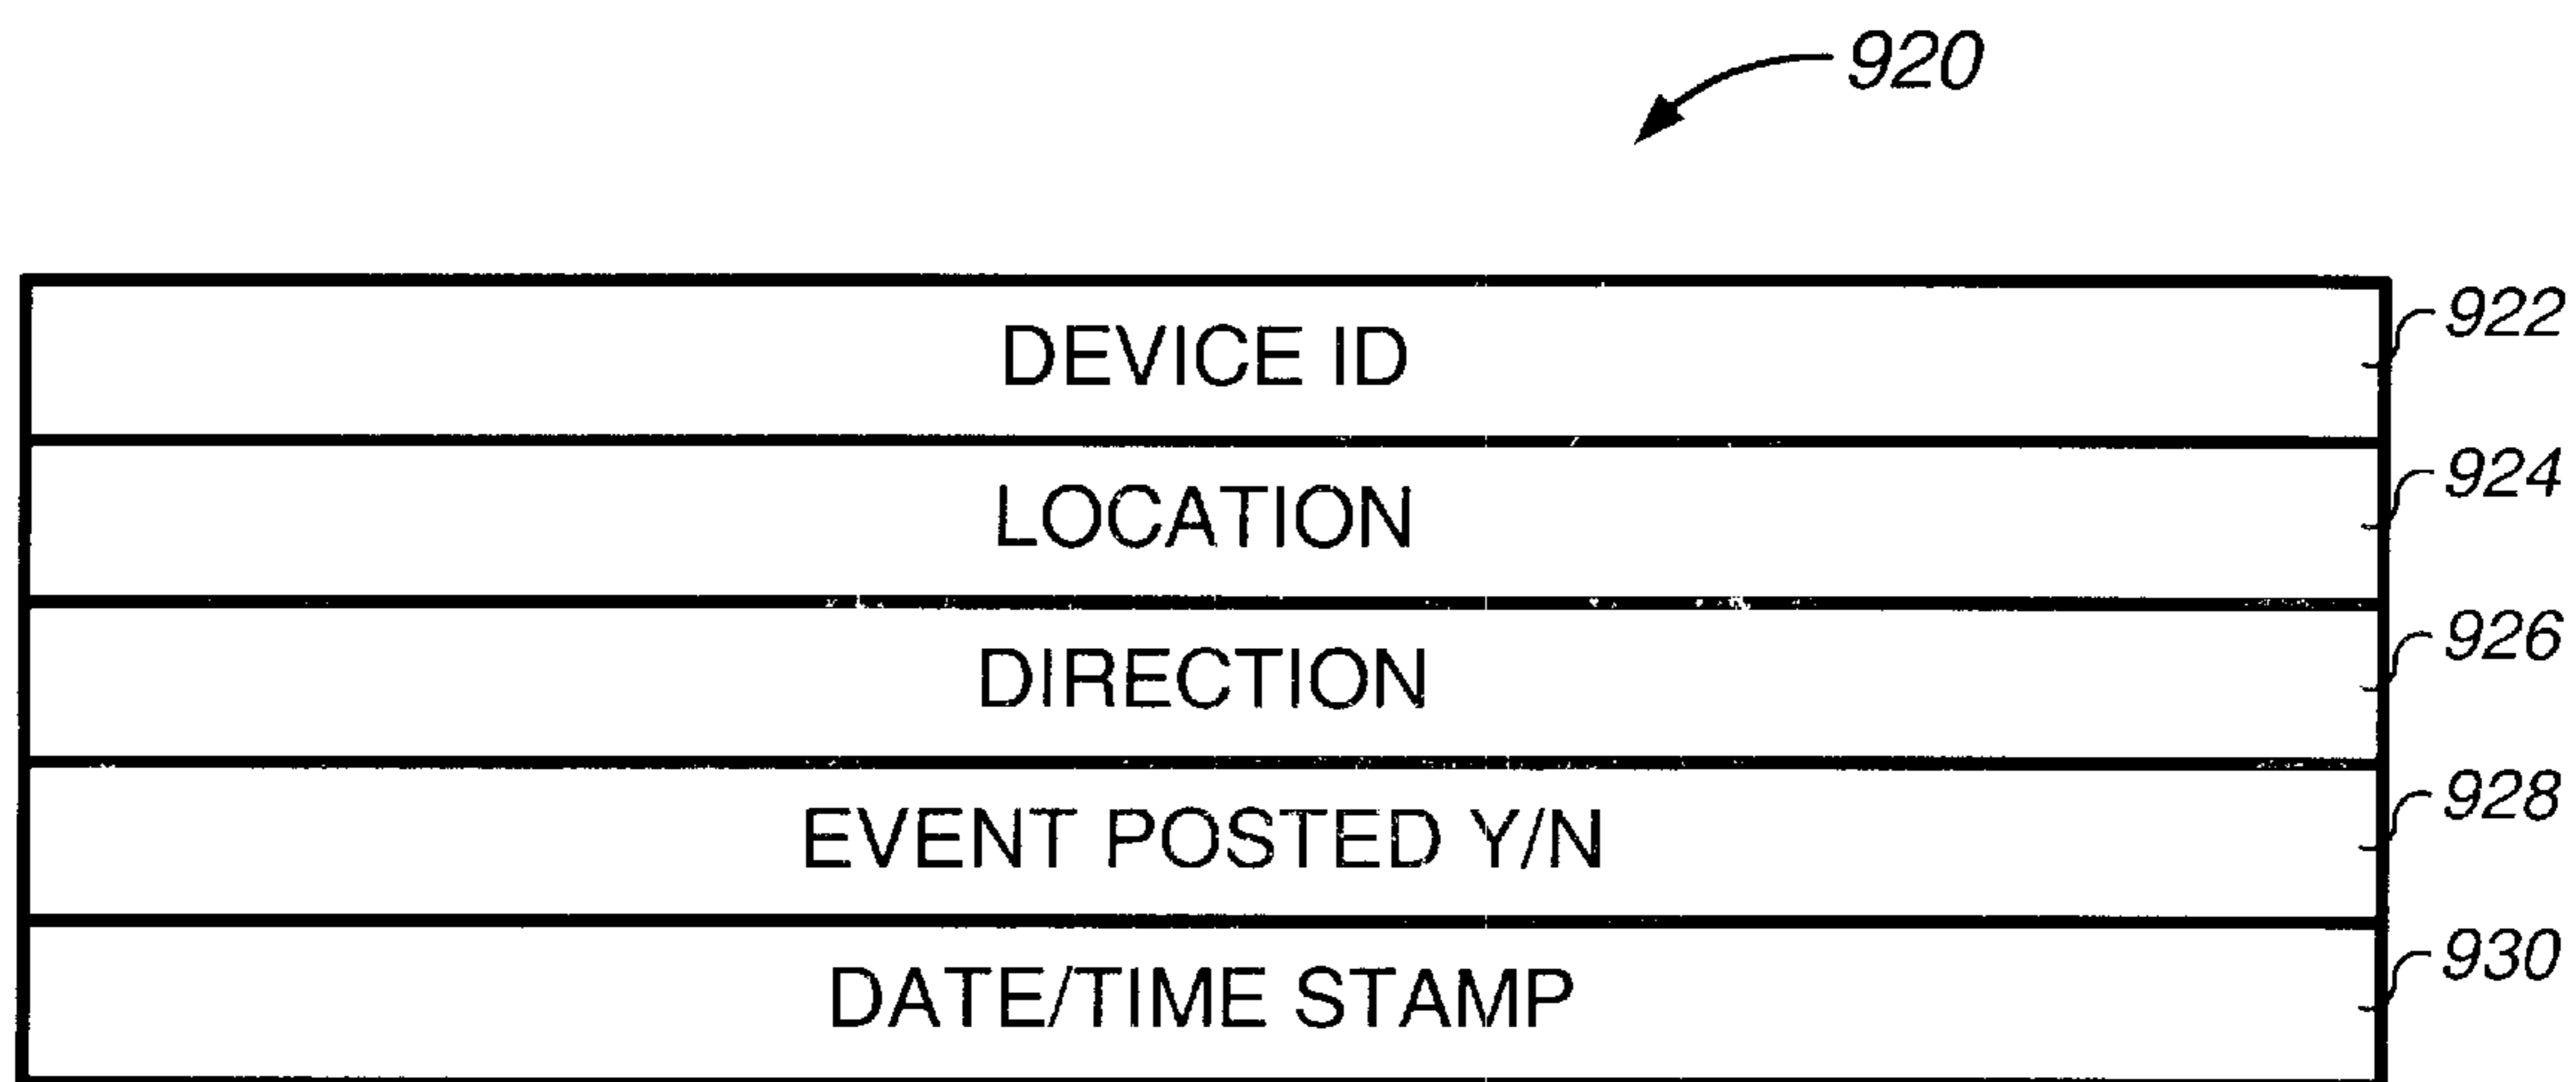 920
DEVICE ID 922
LOCATION 924
DIRECTION 926
EVENT POSTED Y/N 928
DATE/TIME STAMP 930